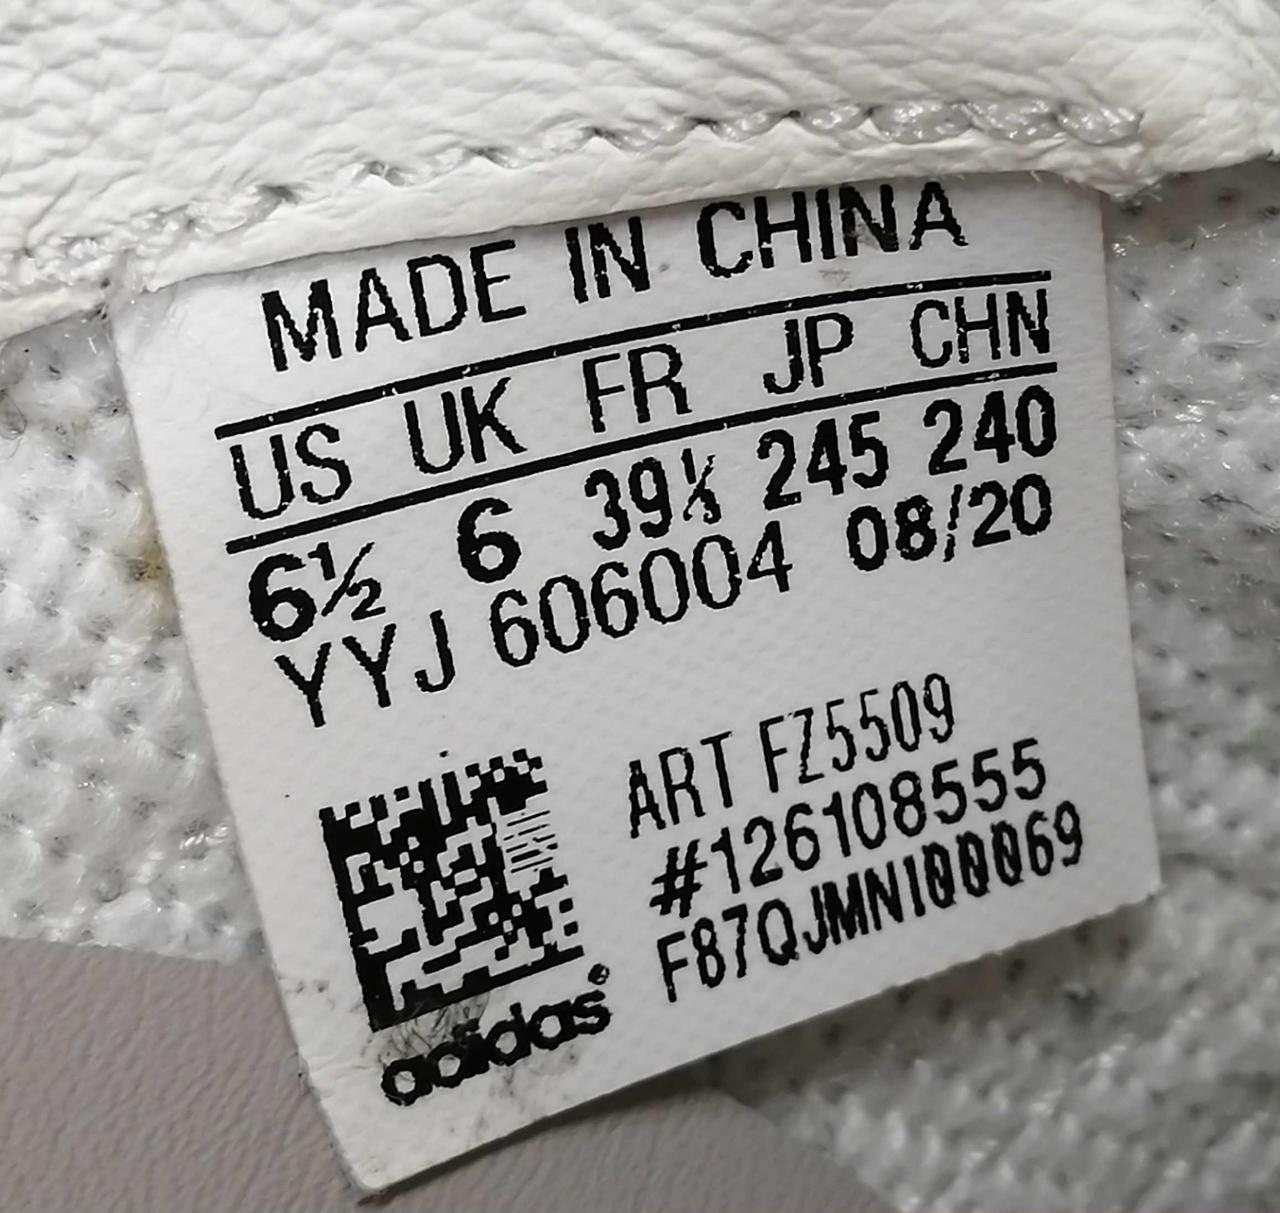 MADE IN CHINA
US UK FR JP CHN
6½ 6 39⅓ 245 240
YYJ 606004 08/20
ART FZ5509
#126108555
F87QJMNI00069
adidas®